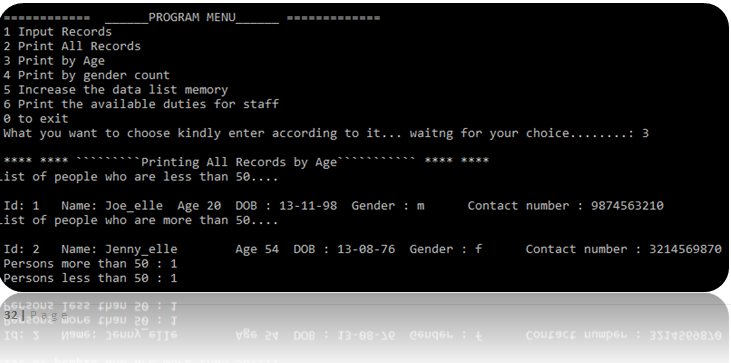 ============ ______PROGRAM MENU______ =============
1 Input Records
2 Print All Records
3 Print by Age
4 Print by gender count
5 Increase the data list memory
6 Print the available duties for staff
0 to exit
What you want to choose kindly enter according to it... waitng for your choice........: 3
**** **** `````````Printing All Records by Age``````````` **** ****
List of people who are less than 50....
Id: 1 Name: Joe_elle Age 20 DOB : 13-11-98 Gender : m Contact number : 9874563210
List of people who are more than 50....
Id: 2 Name: Jenny_elle Age 54 DOB : 13-08-76 Gender : f Contact number : 3214569870
Persons more than 50 : 1
Persons less than 50 : 1
32 | P a g e